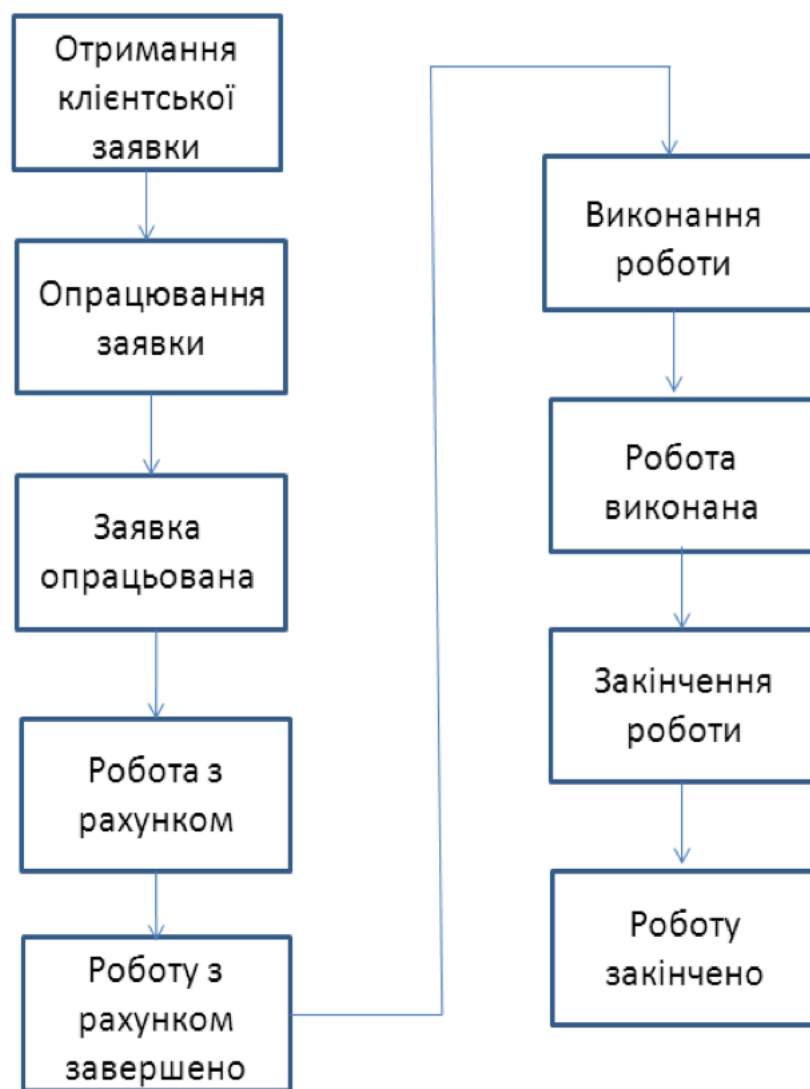 Отримання
клієнтської
заявки
Опрацювання
заявки
Заявка
опрацьована
Робота з
рахунком
Роботу з
рахунком
завершено
Виконання
роботи
Робота
виконана
Закінчення
роботи
Роботу
закінчено